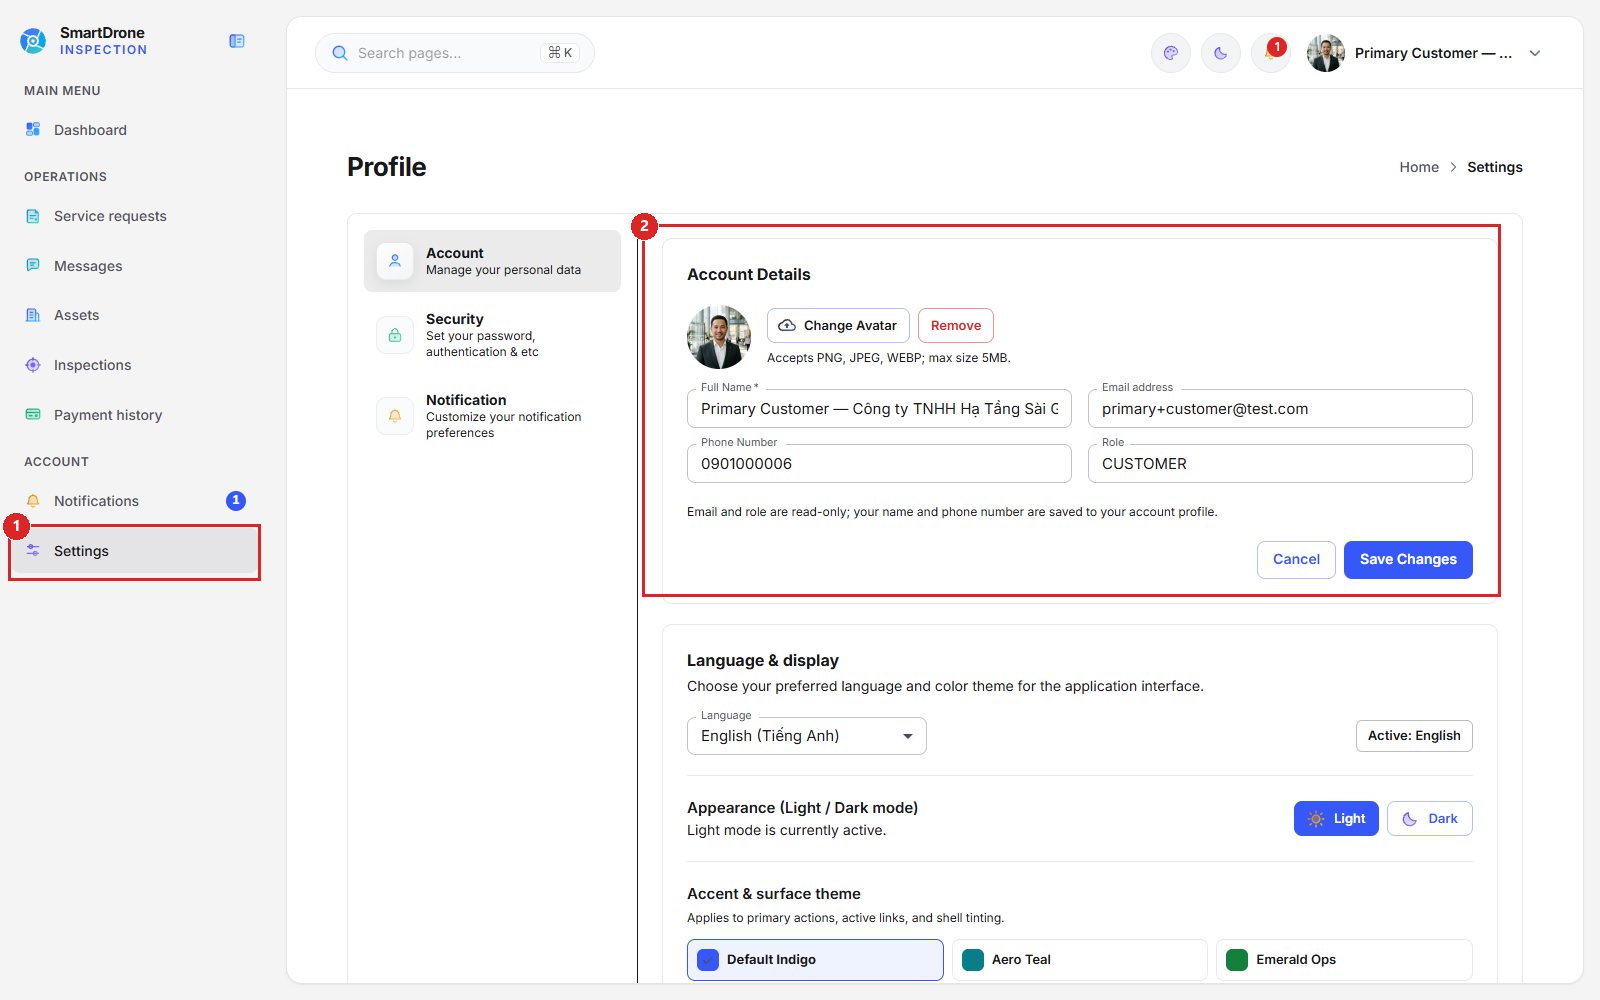 SmartDrone
INSPECTION
MAIN MENU
Dashboard
OPERATIONS
Service requests
Messages
Assets
Inspections
Payment history
ACCOUNT
Notifications
1
1
Settings
Search pages...
⌘ K
1
Primary Customer — ...
Profile
Home > Settings
Account
Manage your personal data
Security
Set your password,
authentication & etc
Notification
Customize your notification
preferences
2
Account Details
Change Avatar
Remove
Accepts PNG, JPEG, WEBP; max size 5MB.
Full Name *
Primary Customer — Công ty TNHH Hạ Tầng Sài G
Email address
primary+customer@test.com
Phone Number
0901000006
Role
CUSTOMER
Email and role are read-only; your name and phone number are saved to your account profile.
Cancel
Save Changes
Language & display
Choose your preferred language and color theme for the application interface.
Language
English (Tiếng Anh)
Active: English
Appearance (Light / Dark mode)
Light mode is currently active.
Light
Dark
Accent & surface theme
Applies to primary actions, active links, and shell tinting.
Default Indigo
Aero Teal
Emerald Ops